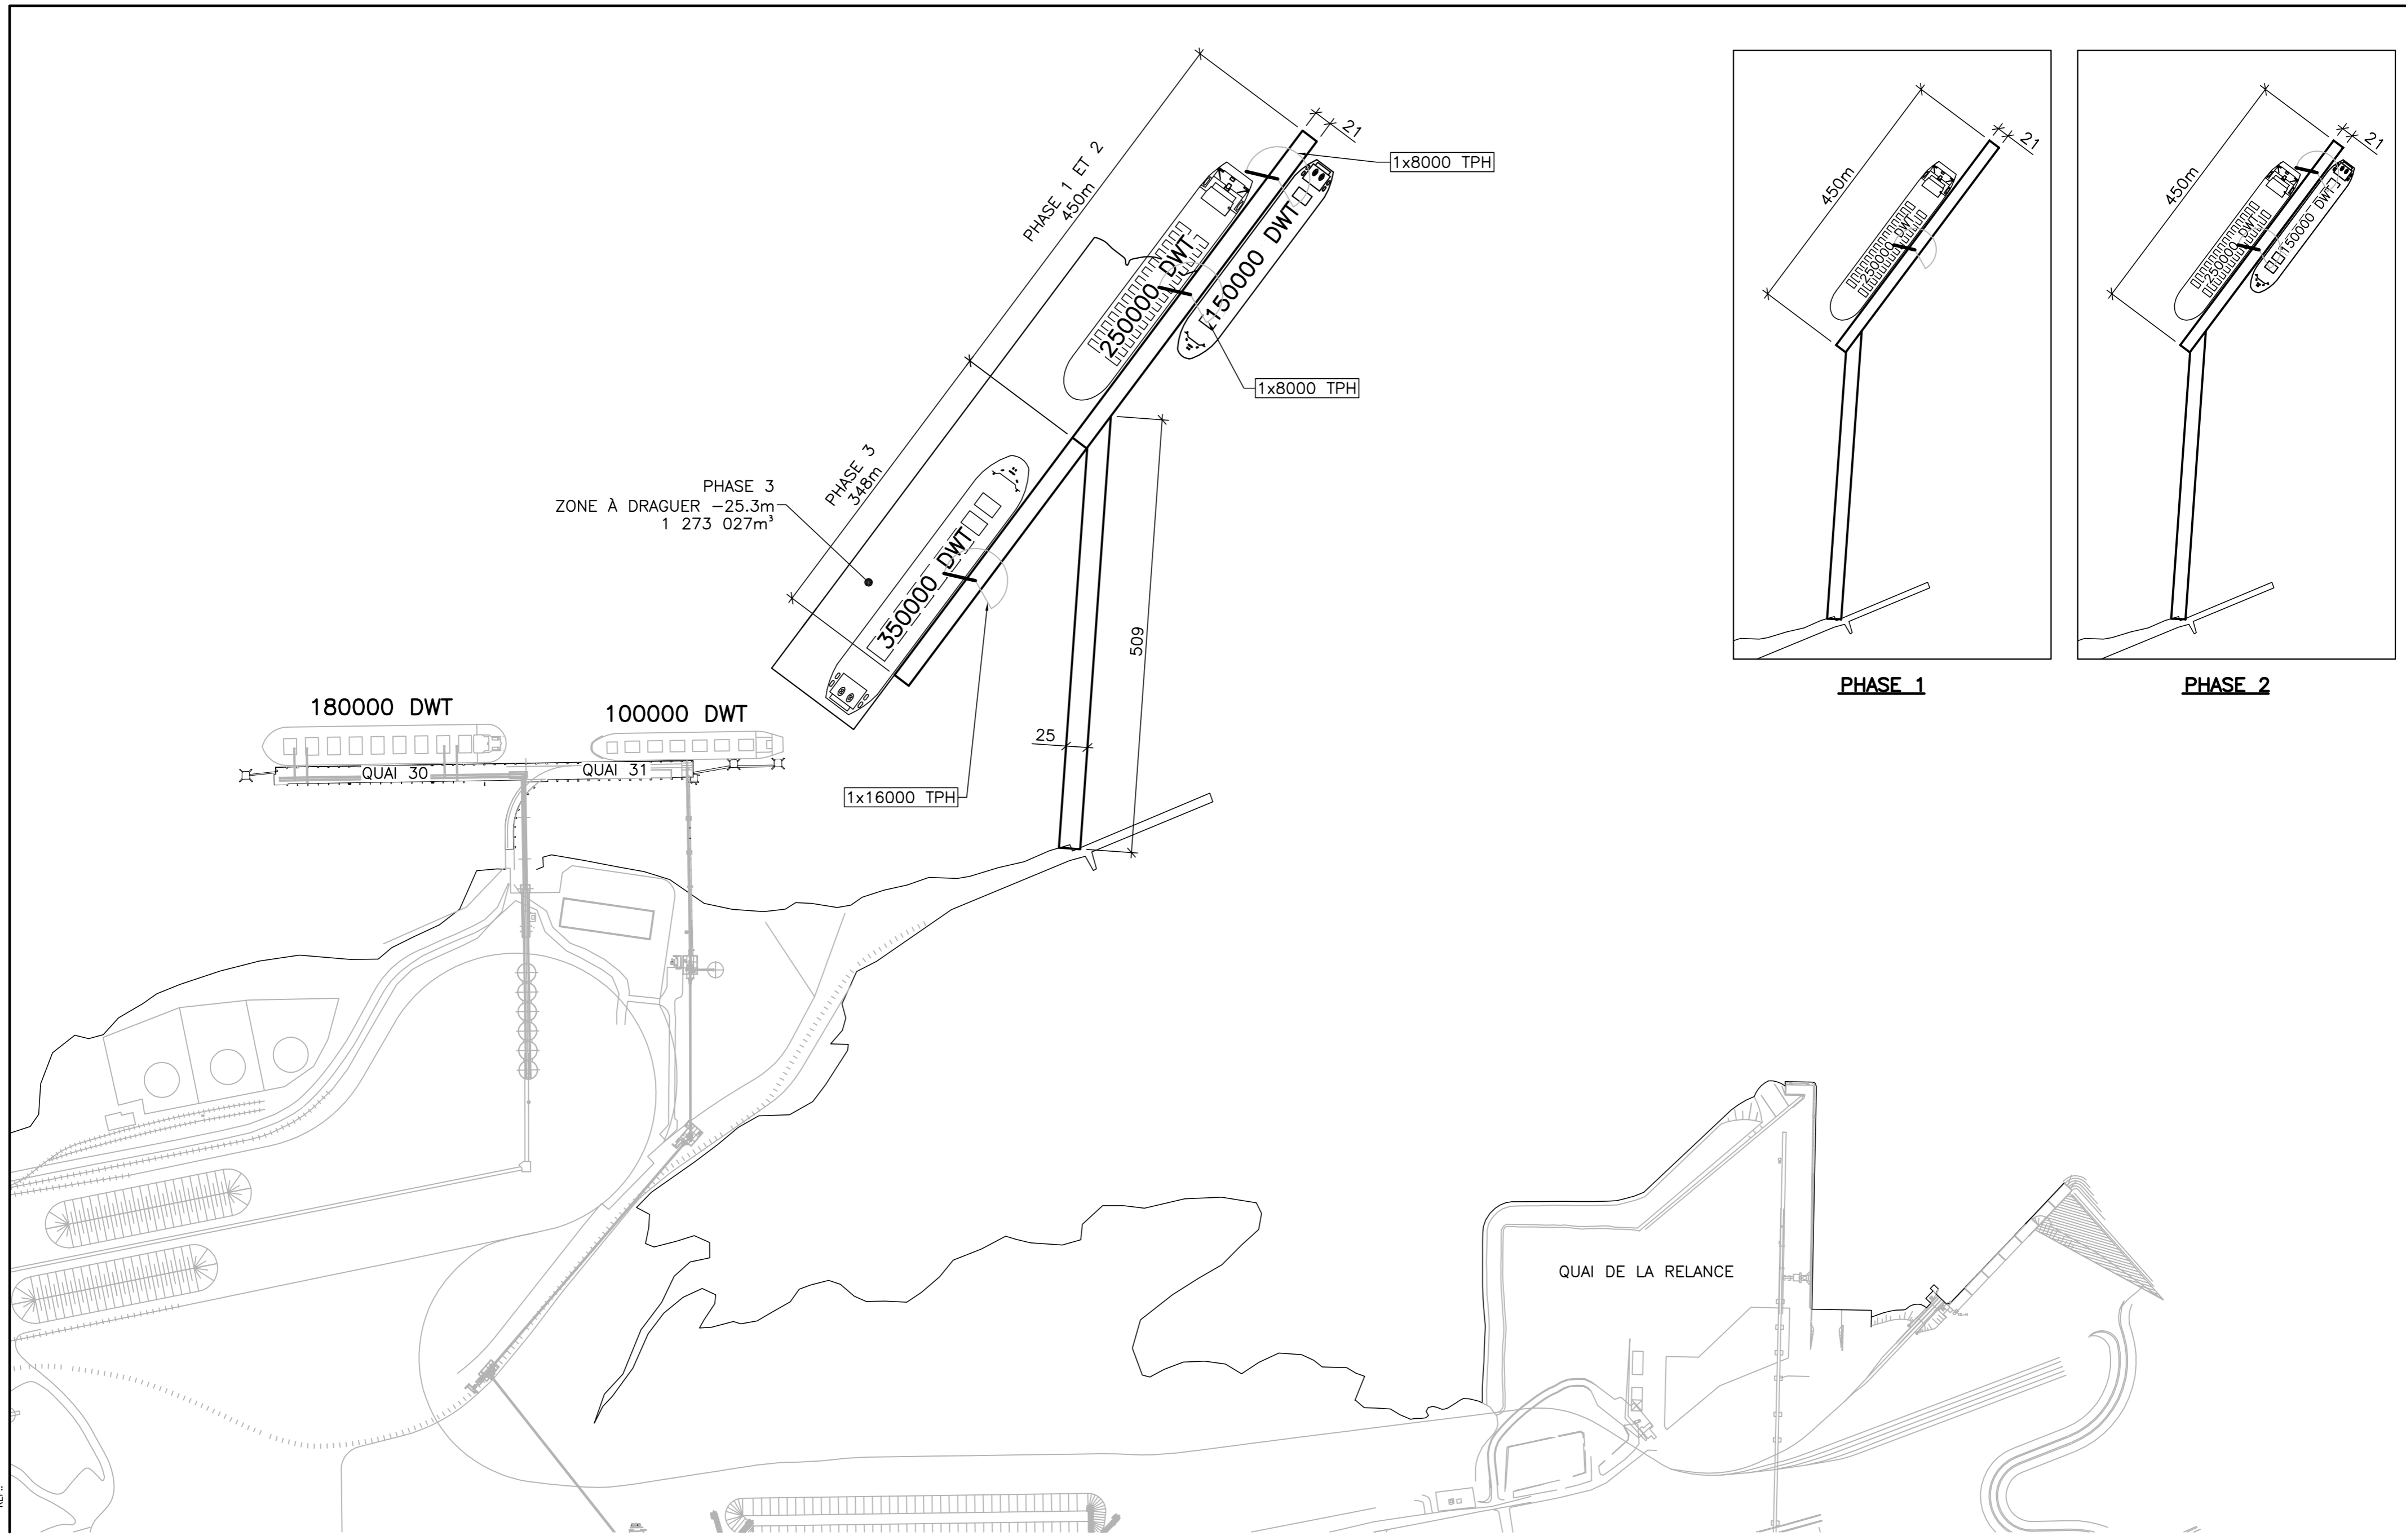 PHASE 1 ET 2
450m
21
1x8000 TPH
250000 DWT
150000 DWT
1x8000 TPH
PHASE 3
348m
PHASE 3
ZONE À DRAGUER -25.3m
1 273 027m³
350000 DWT
509
25
1x16000 TPH
180000 DWT
100000 DWT
QUAI 30
QUAI 31
QUAI DE LA RELANCE
450m
21
250000 DWT
PHASE 1
450m
21
250000 DWT
150000 DWT
PHASE 2